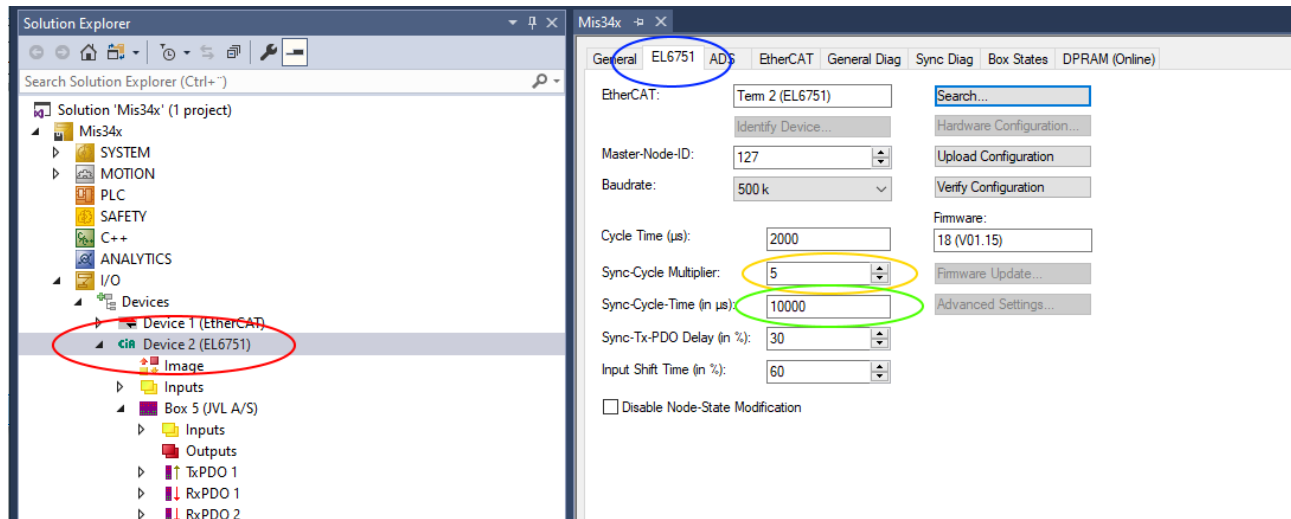 Solution Explorer
Search Solution Explorer (Ctrl+¨)
Solution 'Mis34x' (1 project)
Mis34x
SYSTEM
MOTION
PLC
SAFETY
C++
ANALYTICS
I/O
Devices
Device 1 (EtherCAT)
CiA Device 2 (EL6751)
Image
Inputs
Box 5 (JVL A/S)
Inputs
Outputs
TxPDO 1
RxPDO 1
RxPDO 2
Mis34x
General EL6751 ADS EtherCAT General Diag Sync Diag Box States DPRAM (Online)
EtherCAT: Term 2 (EL6751) Search...
Identify Device... Hardware Configuration...
Master-Node-ID: 127 Upload Configuration
Baudrate: 500 k Verify Configuration
Firmware:
Cycle Time (µs): 2000 18 (V01.15)
Sync-Cycle Multiplier: 5 Firmware Update...
Sync-Cycle-Time (in µs): 10000 Advanced Settings...
Sync-Tx-PDO Delay (in %): 30
Input Shift Time (in %): 60
Disable Node-State Modification